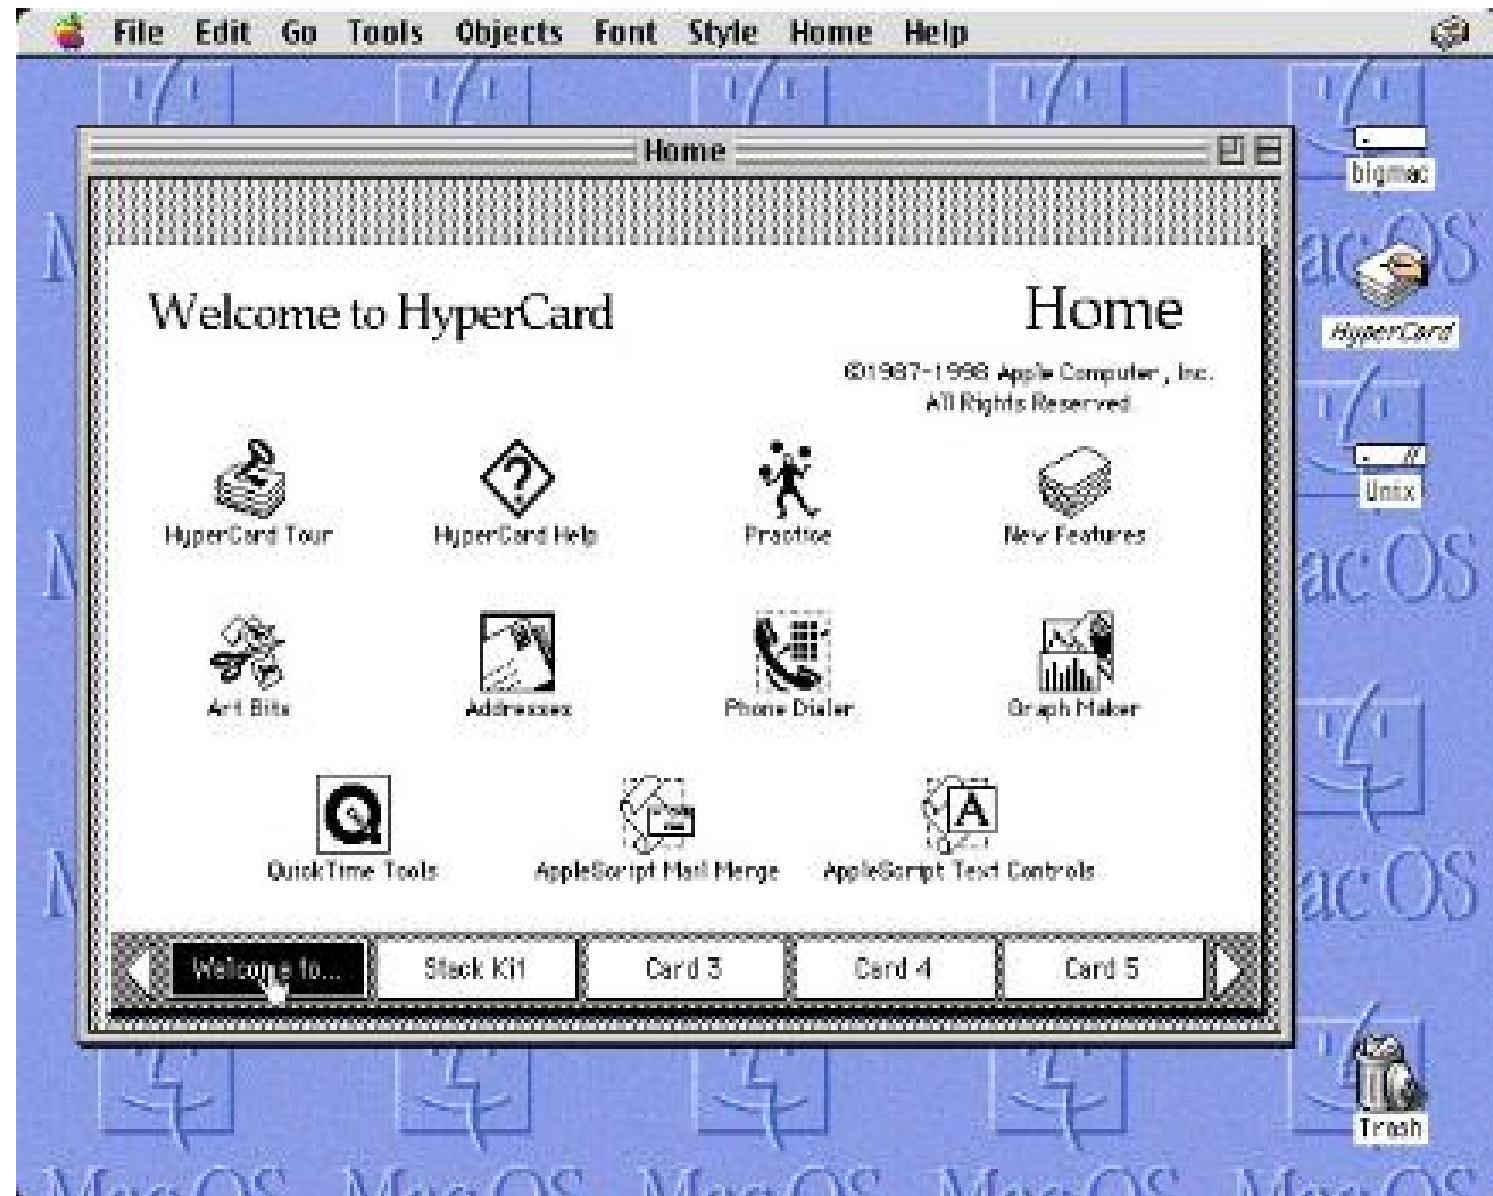 File Edit Go Tools Objects Font Style Home Help
Home
bigmac
HyperCard
Unix
Trash
Welcome to HyperCard
Home
©1987-1998 Apple Computer, Inc.
All Rights Reserved.
HyperCard Tour
HyperCard Help
Practice
New Features
Art Bits
Addresses
Phone Dialer
Graph Maker
QuickTime Tools
AppleScript Mail Merge
AppleScript Text Controls
Welcome to...
Stack Kit
Card 3
Card 4
Card 5
Mac OS